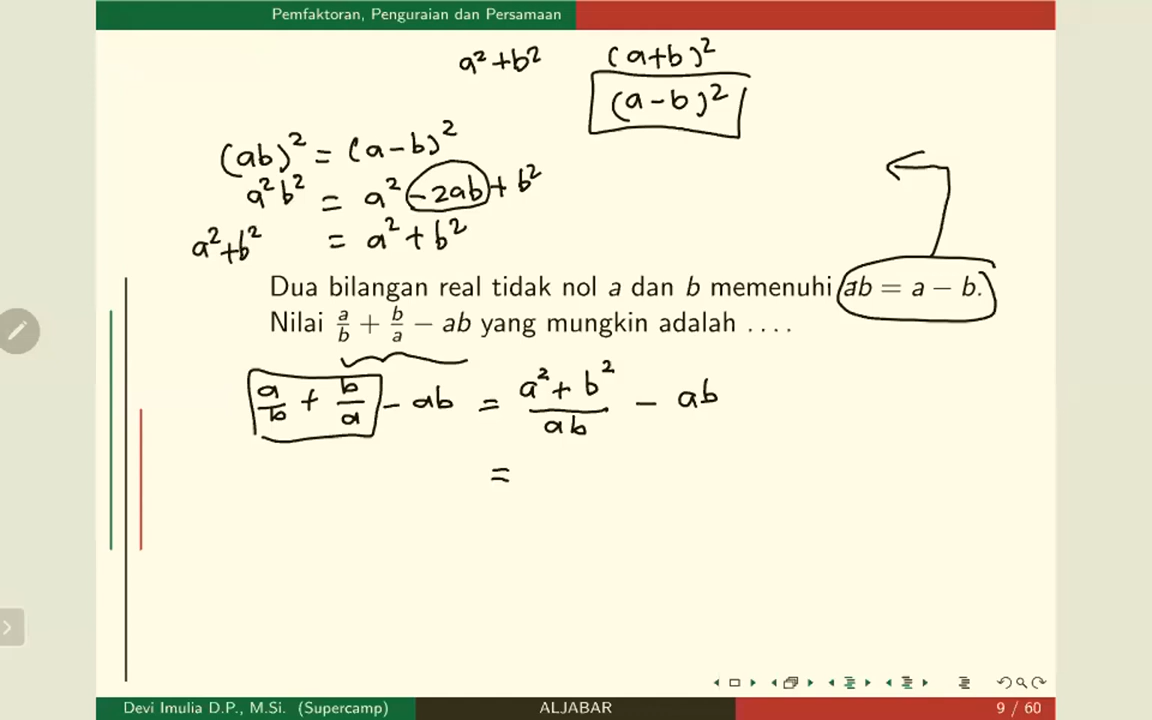 Pemfaktoran, Penguraian dan Persamaan
a² + b² (a+b)²
(a-b)²
(ab)² = (a-b)²
a²b² = a² - 2ab + b²
a²+b² = a² + b²
Dua bilangan real tidak nol a dan b memenuhi ab = a − b.
Nilai a/b + b/a − ab yang mungkin adalah ....
a/b + b/a - ab = (a² + b²)/ab - ab
=
Devi Imulia D.P., M.Si. (Supercamp) ALJABAR 9 / 60